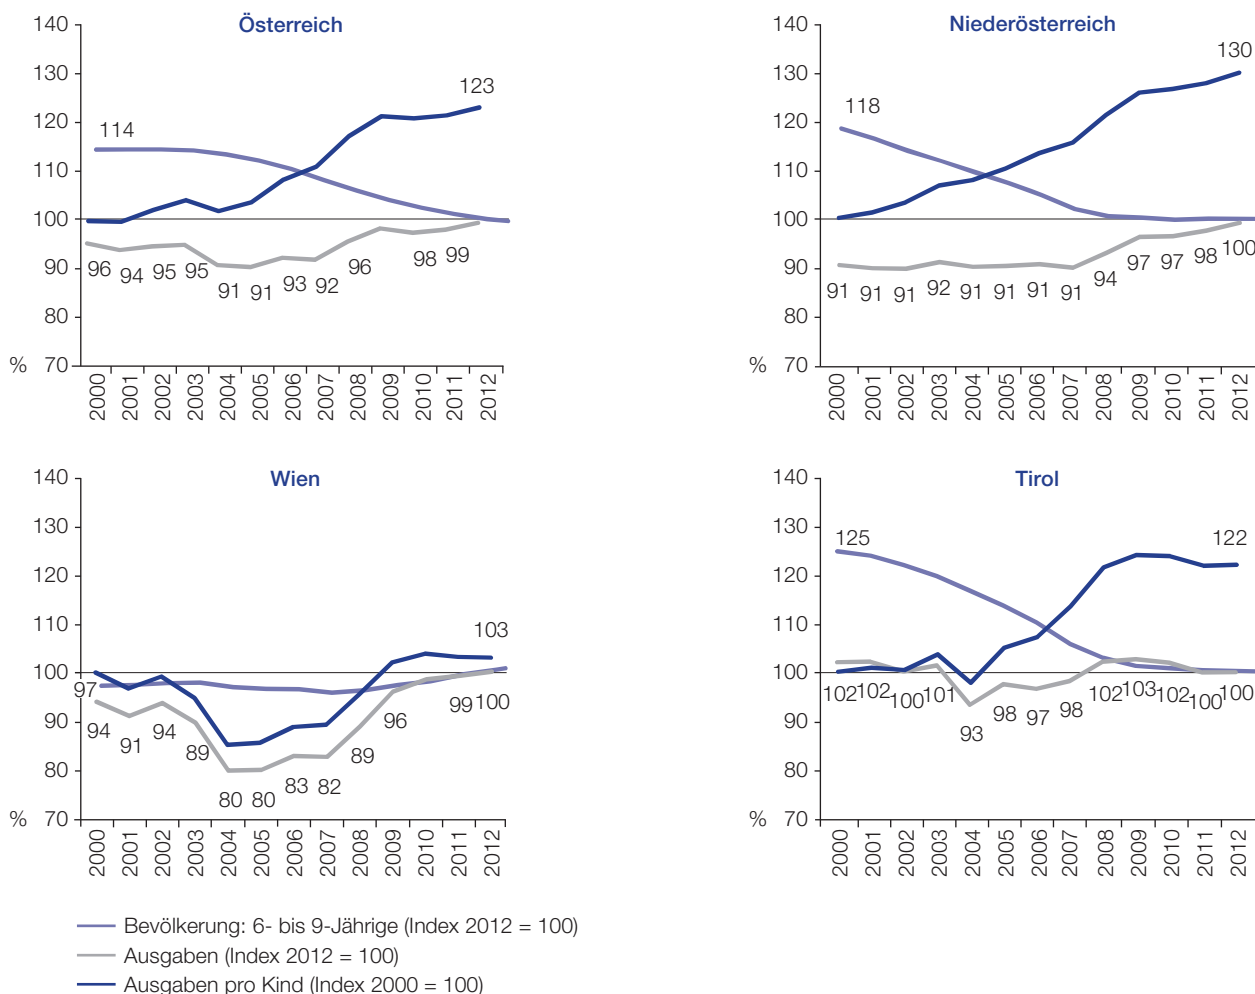 Österreich
140
130
120
110
100
90
80
% 70
114
123
96 94 95 95 91 91 93 92 96 98 99
2000 2001 2002 2003 2004 2005 2006 2007 2008 2009 2010 2011 2012
Niederösterreich
140
130
120
110
100
90
80
% 70
118
130
91 91 91 92 91 91 91 91 94 97 97 98 100
2000 2001 2002 2003 2004 2005 2006 2007 2008 2009 2010 2011 2012
Wien
140
130
120
110
100
90
80
% 70
97
103
94 91 94 89 80 80 83 82 89 96 99 100
2000 2001 2002 2003 2004 2005 2006 2007 2008 2009 2010 2011 2012
Tirol
140
130
120
110
100
90
80
% 70
125
122
102 102 100 101 93 98 97 98 102 103 102 100 100
2000 2001 2002 2003 2004 2005 2006 2007 2008 2009 2010 2011 2012
Bevölkerung: 6- bis 9-Jährige (Index 2012 = 100)
Ausgaben (Index 2012 = 100)
Ausgaben pro Kind (Index 2000 = 100)